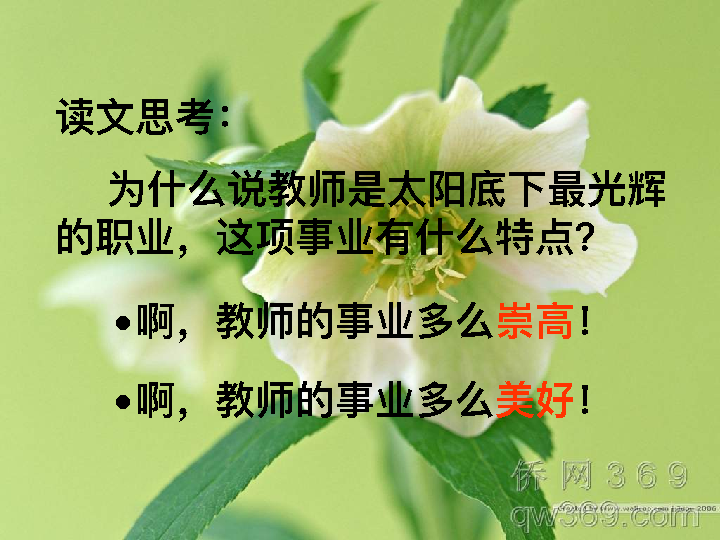 读文思考：
为什么说教师是太阳底下最光辉
的职业，这项事业有什么特点？
•啊，教师的事业多么崇高！
•啊，教师的事业多么美好！
侨网369
qw369.com